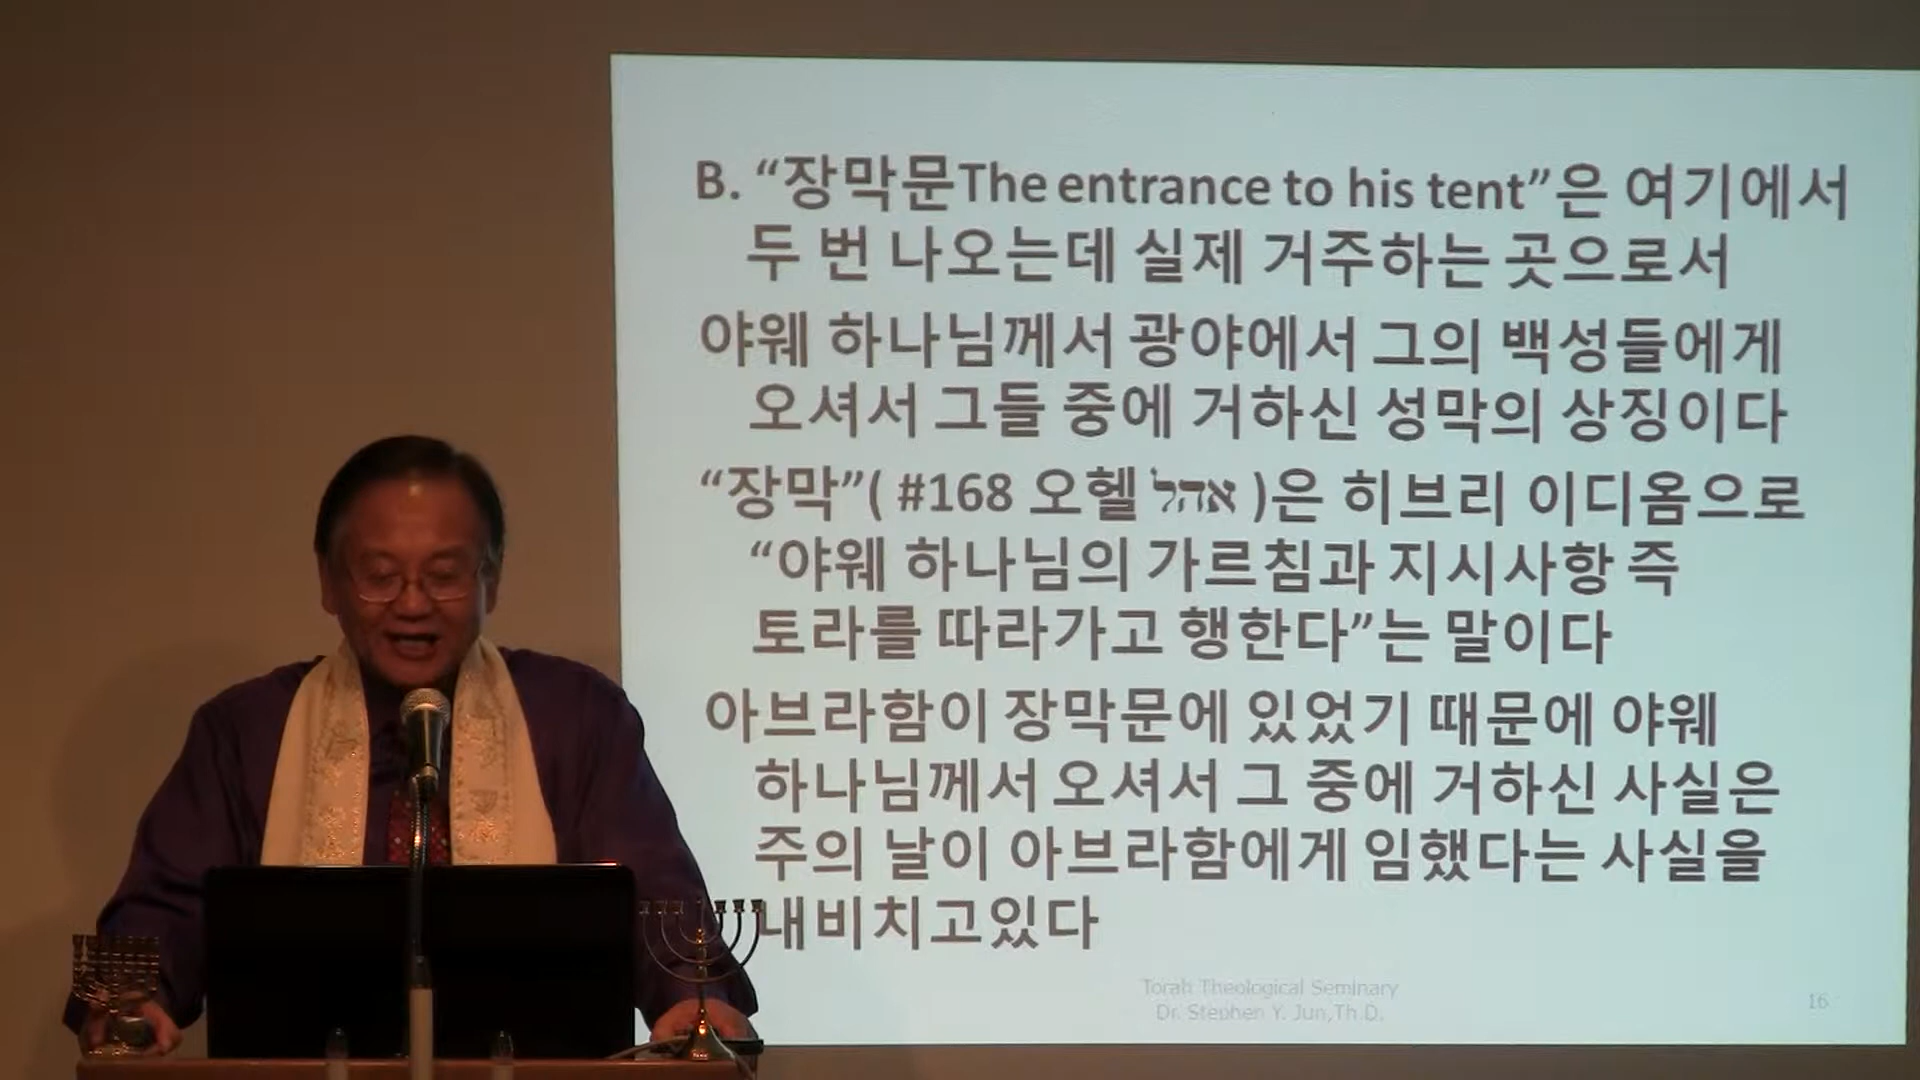 B. “장막문The entrance to his tent”은 여기에서
두 번 나오는데 실제 거주하는 곳으로서
야웨 하나님께서 광야에서 그의 백성들에게
오셔서 그들 중에 거하신 성막의 상징이다
“장막”( #168 오헬 אהל )은 히브리 이디옴으로
“야웨 하나님의 가르침과 지시사항 즉
토라를 따라가고 행한다”는 말이다
아브라함이 장막문에 있었기 때문에 야웨
하나님께서 오셔서 그 중에 거하신 사실은
주의 날이 아브라함에게 임했다는 사실을
내비치고있다
Torah Theological Seminary
Dr. Stephen Y. Jun,Th.D.
16